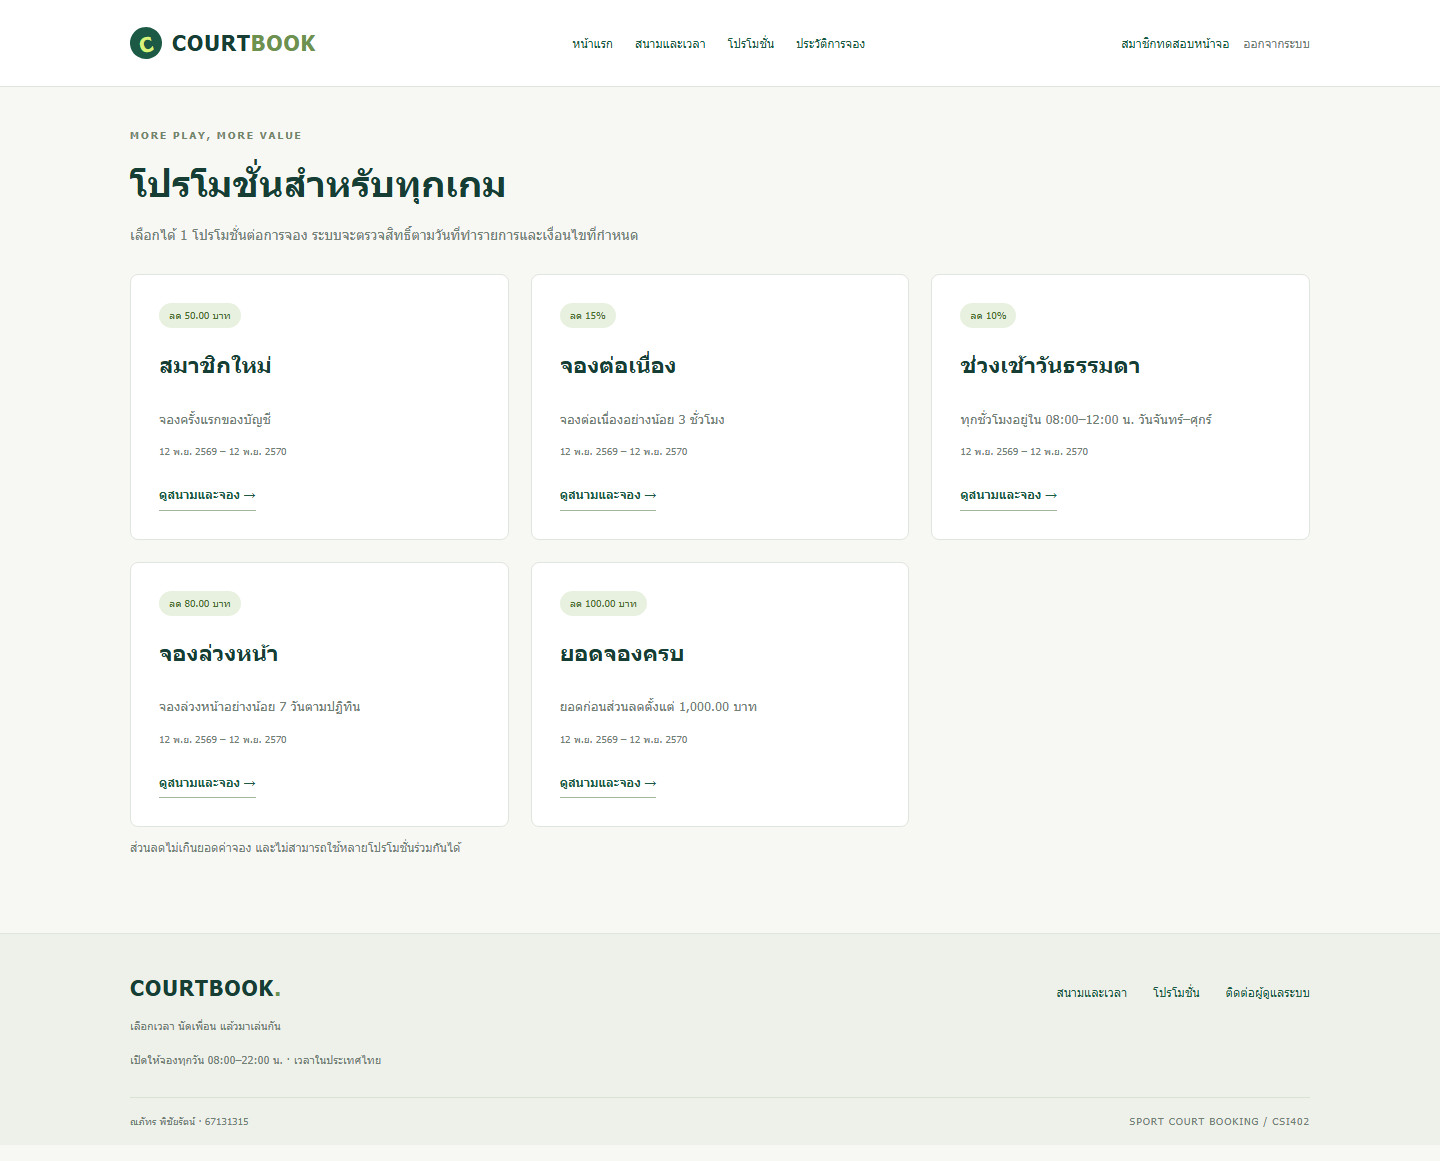 C COURTBOOK
หน้าแรก สนามและเวลา โปรโมชั่น ประวัติการจอง
สมาชิกทดสอบหน้าจอ ออกจากระบบ
MORE PLAY, MORE VALUE
โปรโมชั่นสำหรับทุกเกม
เลือกได้ 1 โปรโมชั่นต่อการจอง ระบบจะตรวจสิทธิ์ตามวันที่ทำรายการและเงื่อนไขที่กำหนด
ลด 50.00 บาท
สมาชิกใหม่
จองครั้งแรกของบัญชี
12 พ.ย. 2569 – 12 พ.ย. 2570
ดูสนามและจอง →
ลด 15%
จองต่อเนื่อง
จองต่อเนื่องอย่างน้อย 3 ชั่วโมง
12 พ.ย. 2569 – 12 พ.ย. 2570
ดูสนามและจอง →
ลด 10%
ช่วงเช้าวันธรรมดา
ทุกชั่วโมงอยู่ใน 08:00–12:00 น. วันจันทร์–ศุกร์
12 พ.ย. 2569 – 12 พ.ย. 2570
ดูสนามและจอง →
ลด 80.00 บาท
จองล่วงหน้า
จองล่วงหน้าอย่างน้อย 7 วันตามปฏิทิน
12 พ.ย. 2569 – 12 พ.ย. 2570
ดูสนามและจอง →
ลด 100.00 บาท
ยอดจองครบ
ยอดก่อนส่วนลดตั้งแต่ 1,000.00 บาท
12 พ.ย. 2569 – 12 พ.ย. 2570
ดูสนามและจอง →
ส่วนลดไม่เกินยอดค่าจอง และไม่สามารถใช้หลายโปรโมชั่นร่วมกันได้
COURTBOOK.
เลือกเวลา นัดเพื่อน แล้วมาเล่นกัน
เปิดให้จองทุกวัน 08:00–22:00 น. · เวลาในประเทศไทย
สนามและเวลา โปรโมชั่น ติดต่อผู้ดูแลระบบ
ณภัทร พิชัยรัตน์ · 67131315
SPORT COURT BOOKING / CSI402